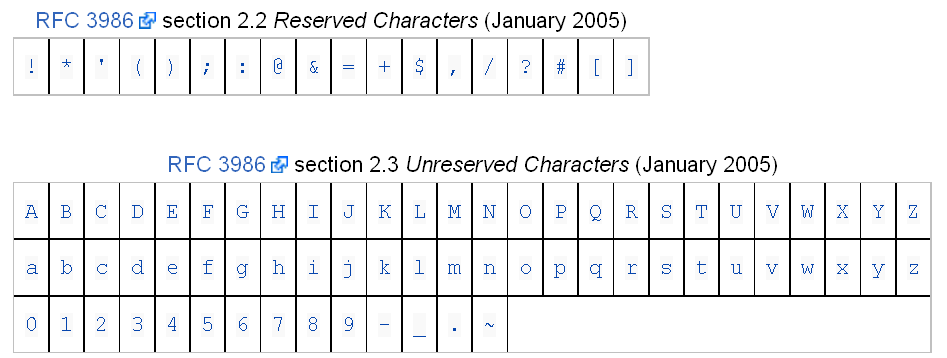 RFC 3986 section 2.2 Reserved Characters (January 2005)
! * ' ( ) ; : @ & = + $ , / ? # [ ]
RFC 3986 section 2.3 Unreserved Characters (January 2005)
A B C D E F G H I J K L M N O P Q R S T U V W X Y Z
a b c d e f g h i j k l m n o p q r s t u v w x y z
0 1 2 3 4 5 6 7 8 9 - _ . ~